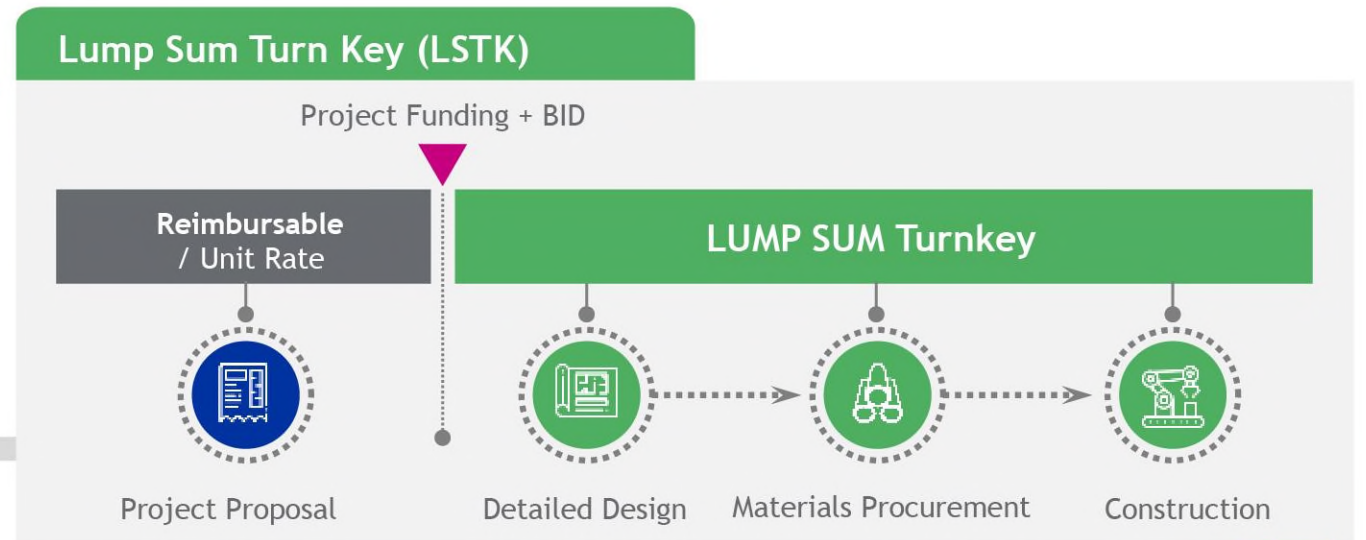 Lump Sum Turn Key (LSTK)
Project Funding + BID
Reimbursable
/ Unit Rate
LUMP SUM Turnkey
Project Proposal
Detailed Design
Materials Procurement
Construction